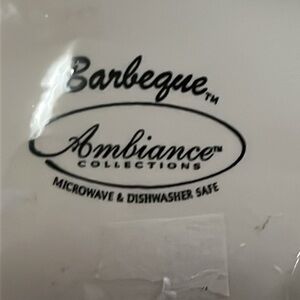 Barbeque™
Ambiance™
COLLECTIONS
MICROWAVE & DISHWASHER SAFE